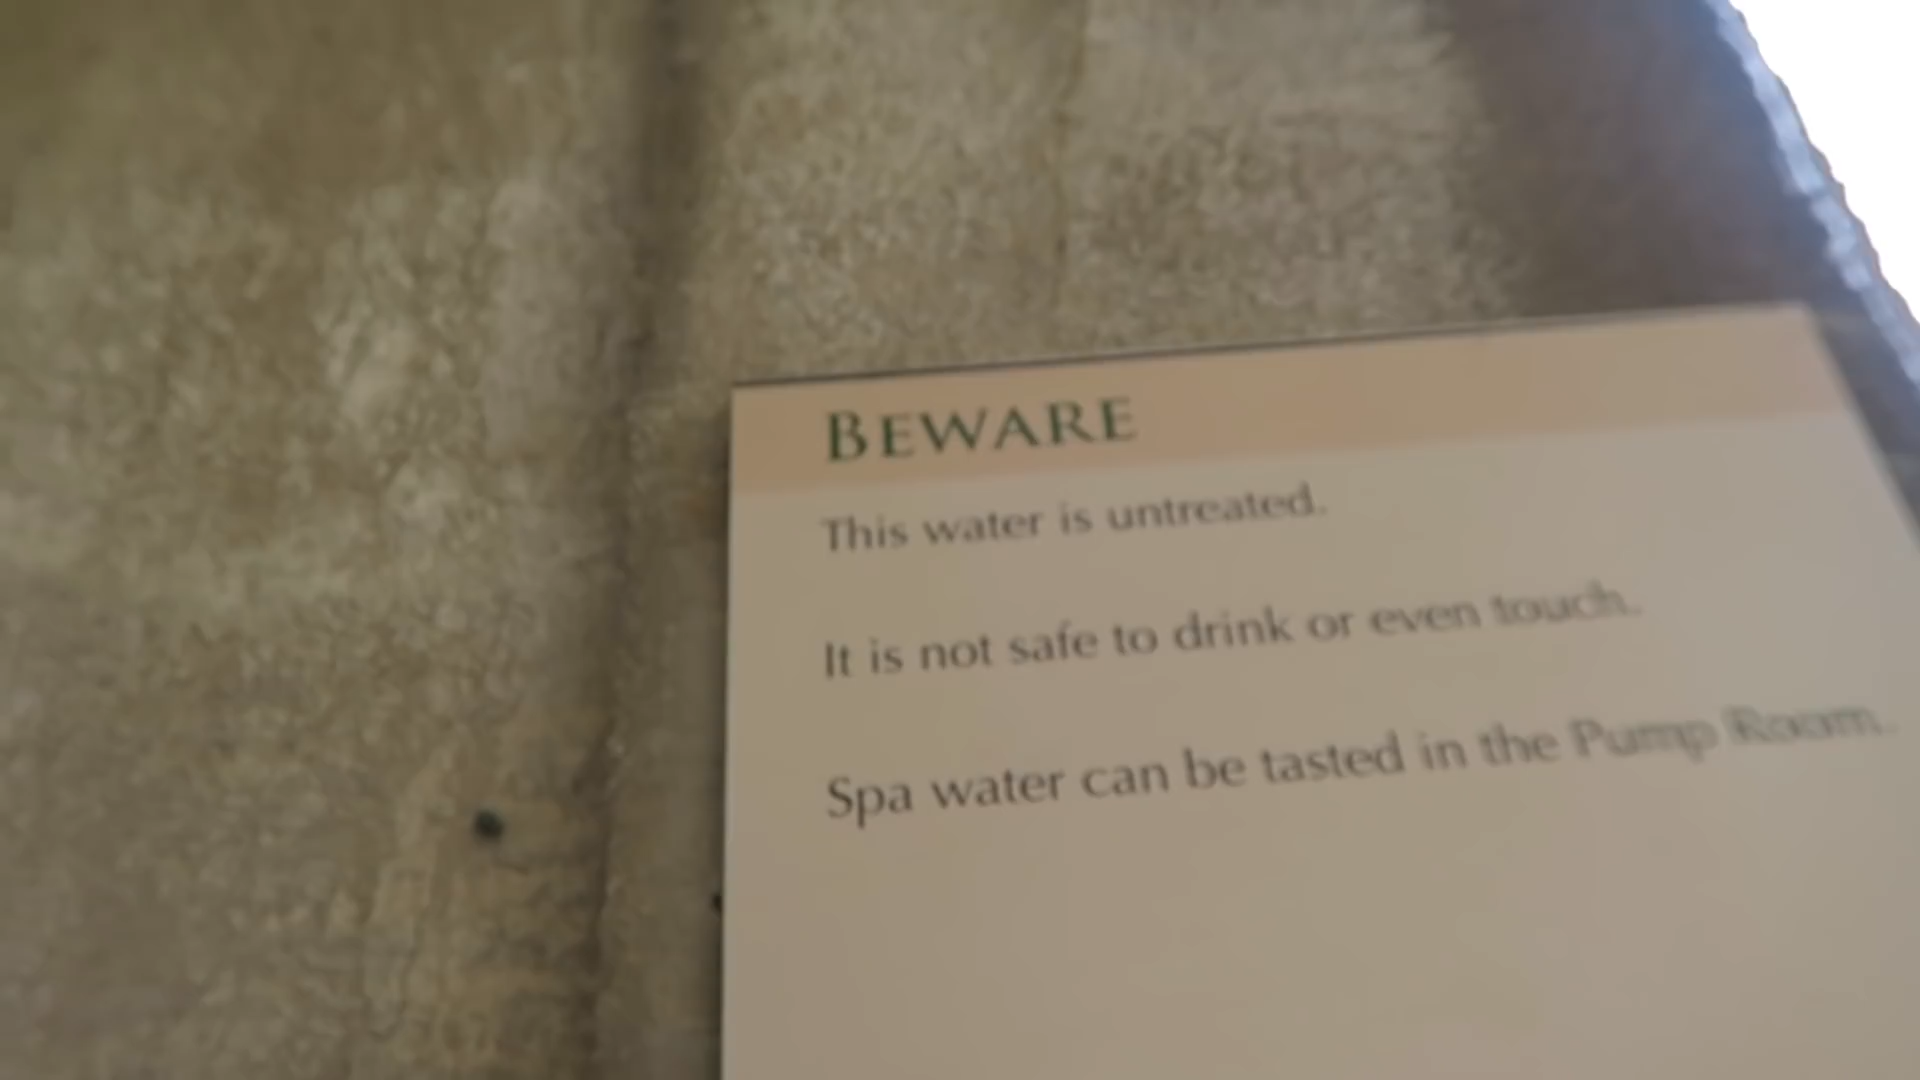 BEWARE
This water is untreated.
It is not safe to drink or even touch.
Spa water can be tasted in the Pump Room.